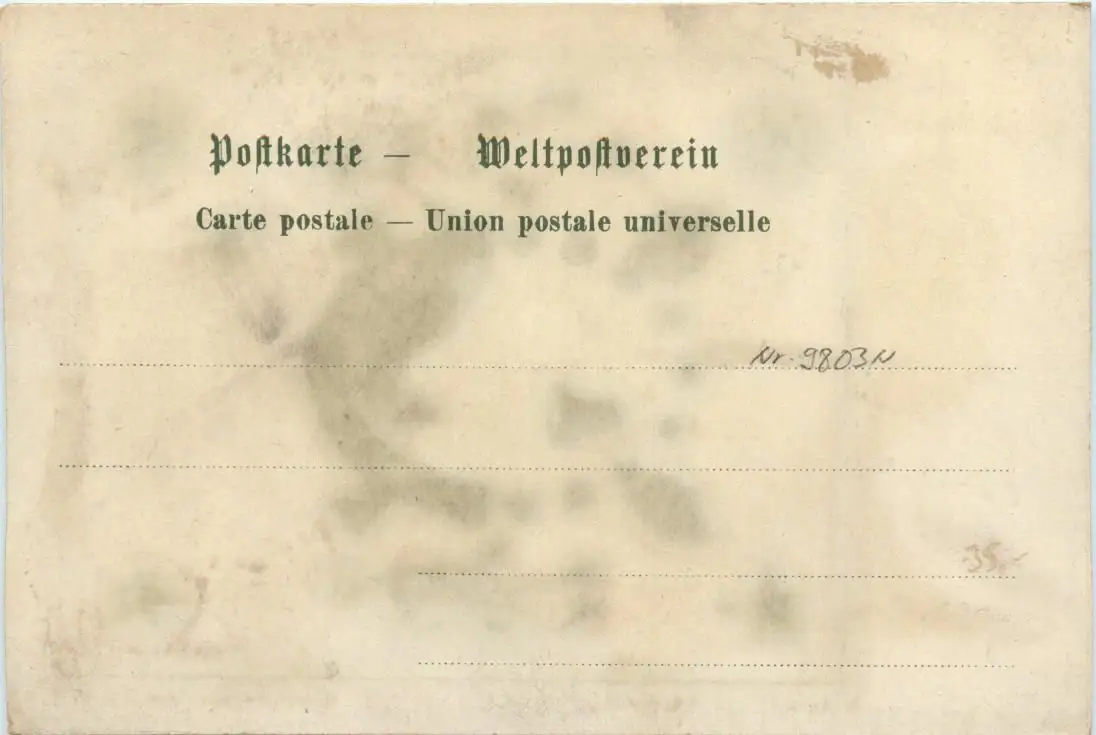 Postkarte — Weltpostverein
Carte postale — Union postale universelle
Nr. 9803N
35.-